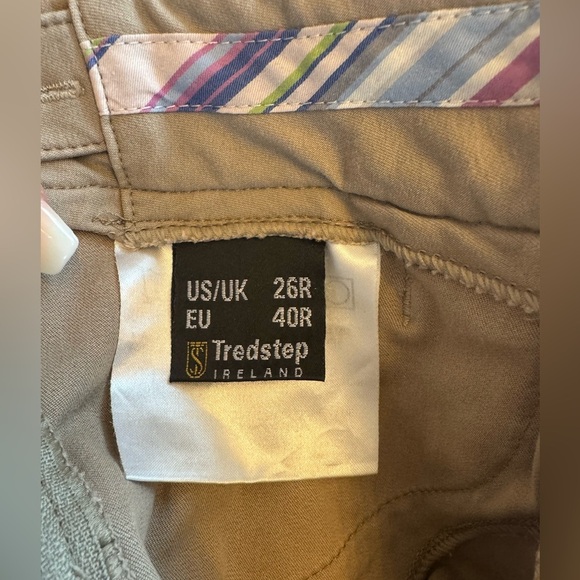 US/UK 26R
EU 40R
Tredstep
IRELAND